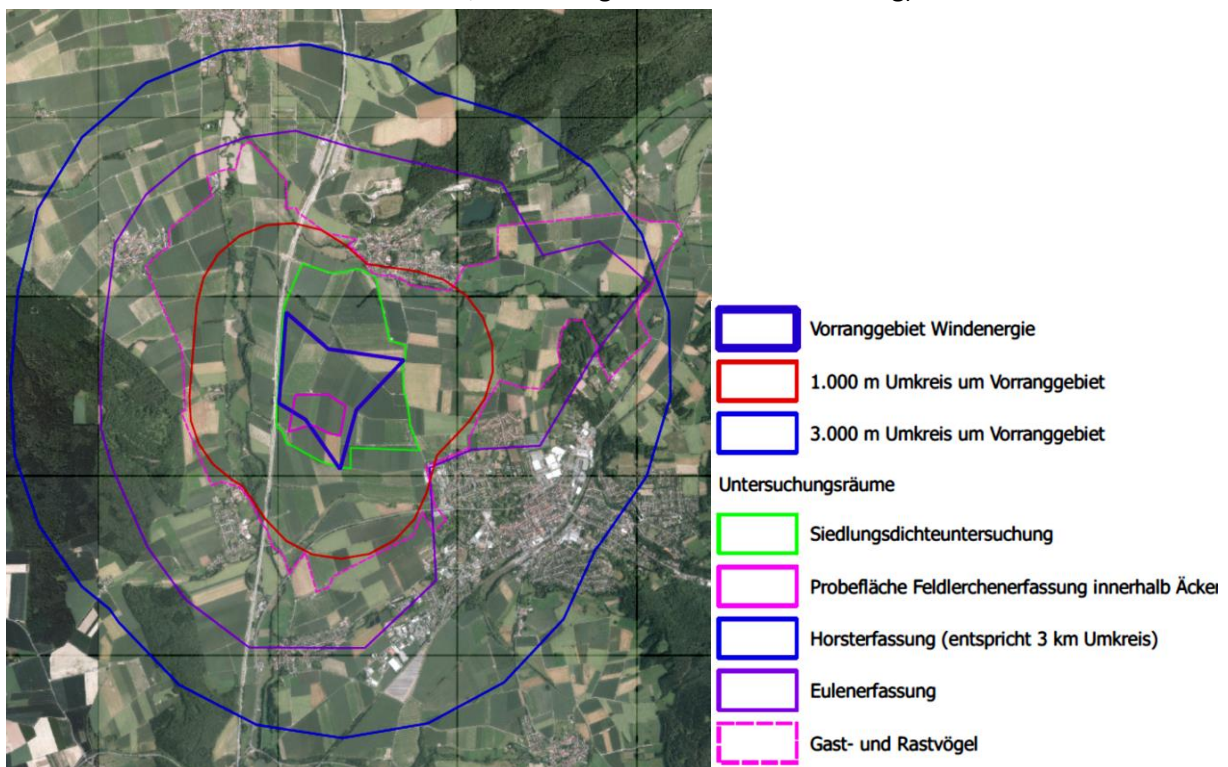 Vorranggebiet Windenergie
1.000 m Umkreis um Vorranggebiet
3.000 m Umkreis um Vorranggebiet
Untersuchungsräume
Siedlungsdichteuntersuchung
Probefläche Feldlerchenerfassung innerhalb Äcker
Horsterfassung (entspricht 3 km Umkreis)
Eulenerfassung
Gast- und Rastvögel